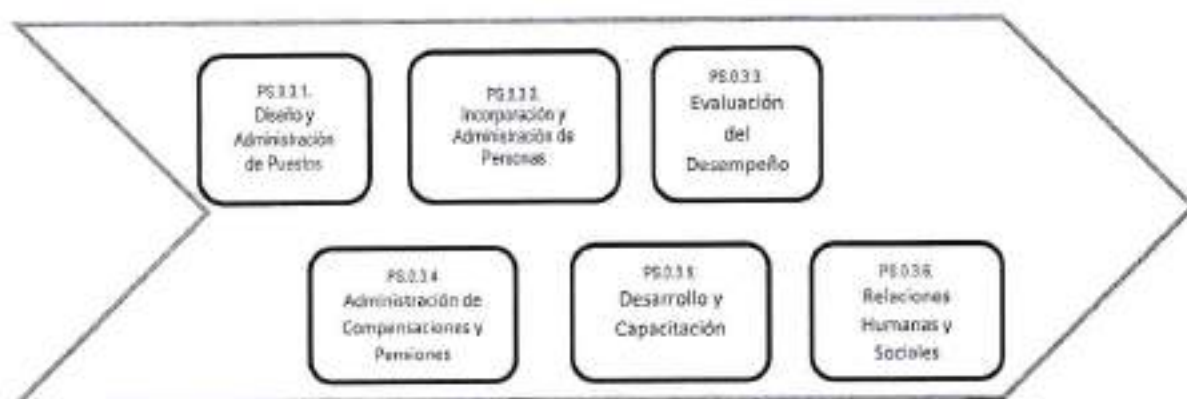 PS.0.3.1.
Diseño y
Administración
de Puestos
PS.0.3.2.
Incorporación y
Administración de
Personas
PS.0.3.3.
Evaluación
del
Desempeño
PS.0.3.4
Administración de
Compensaciones y
Pensiones
PS.0.3.5.
Desarrollo y
Capacitación
PS.0.3.6.
Relaciones
Humanas y
Sociales